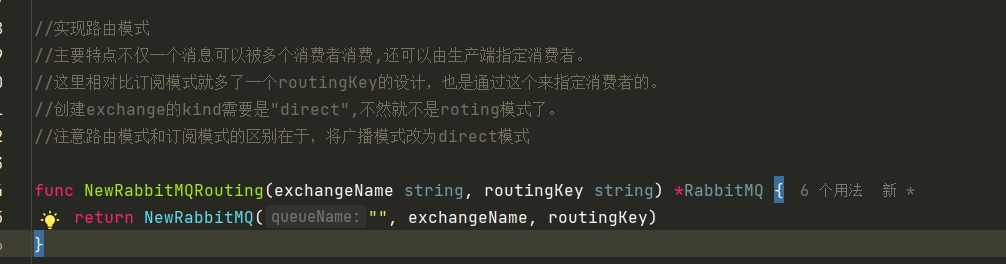 8 //实现路由模式
9 //主要特点不仅一个消息可以被多个消费者消费,还可以由生产端指定消费者。
0 //这里相对比订阅模式就多了一个routingKey的设计，也是通过这个来指定消费者的。
1 //创建exchange的kind需要是"direct",不然就不是roting模式了。
2 //注意路由模式和订阅模式的区别在于，将广播模式改为direct模式
3
4 func NewRabbitMQRouting(exchangeName string, routingKey string) *RabbitMQ { 6 个用法 新 *
5 return NewRabbitMQ( queueName: "", exchangeName, routingKey)
6 }